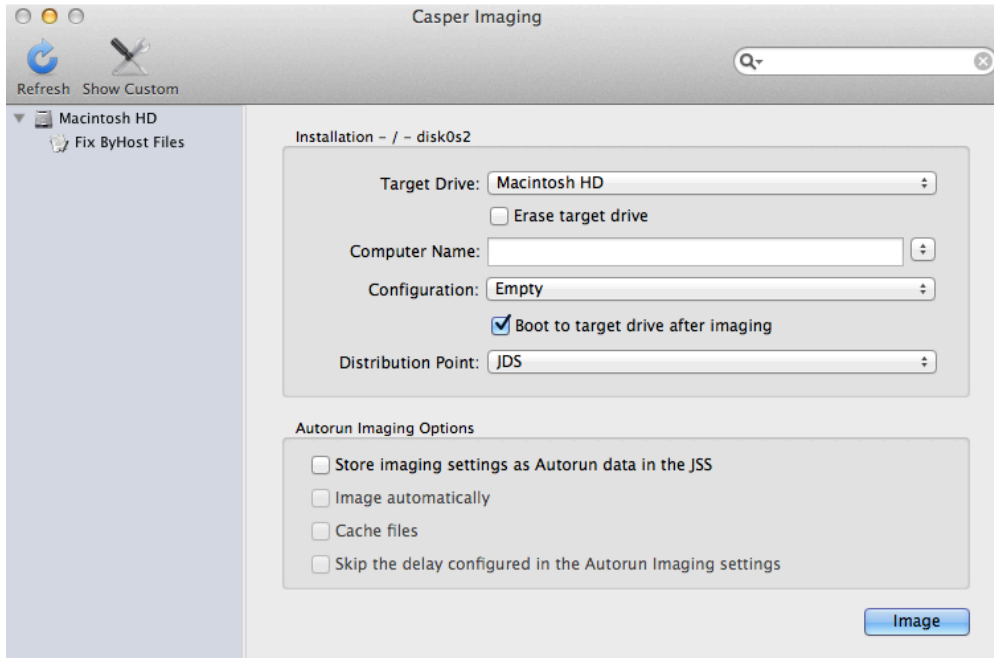 Casper Imaging
Refresh Show Custom
Macintosh HD
Fix ByHost Files
Installation - / - disk0s2
Target Drive: Macintosh HD
Erase target drive
Computer Name:
Configuration: Empty
Boot to target drive after imaging
Distribution Point: JDS
Autorun Imaging Options
Store imaging settings as Autorun data in the JSS
Image automatically
Cache files
Skip the delay configured in the Autorun Imaging settings
Image